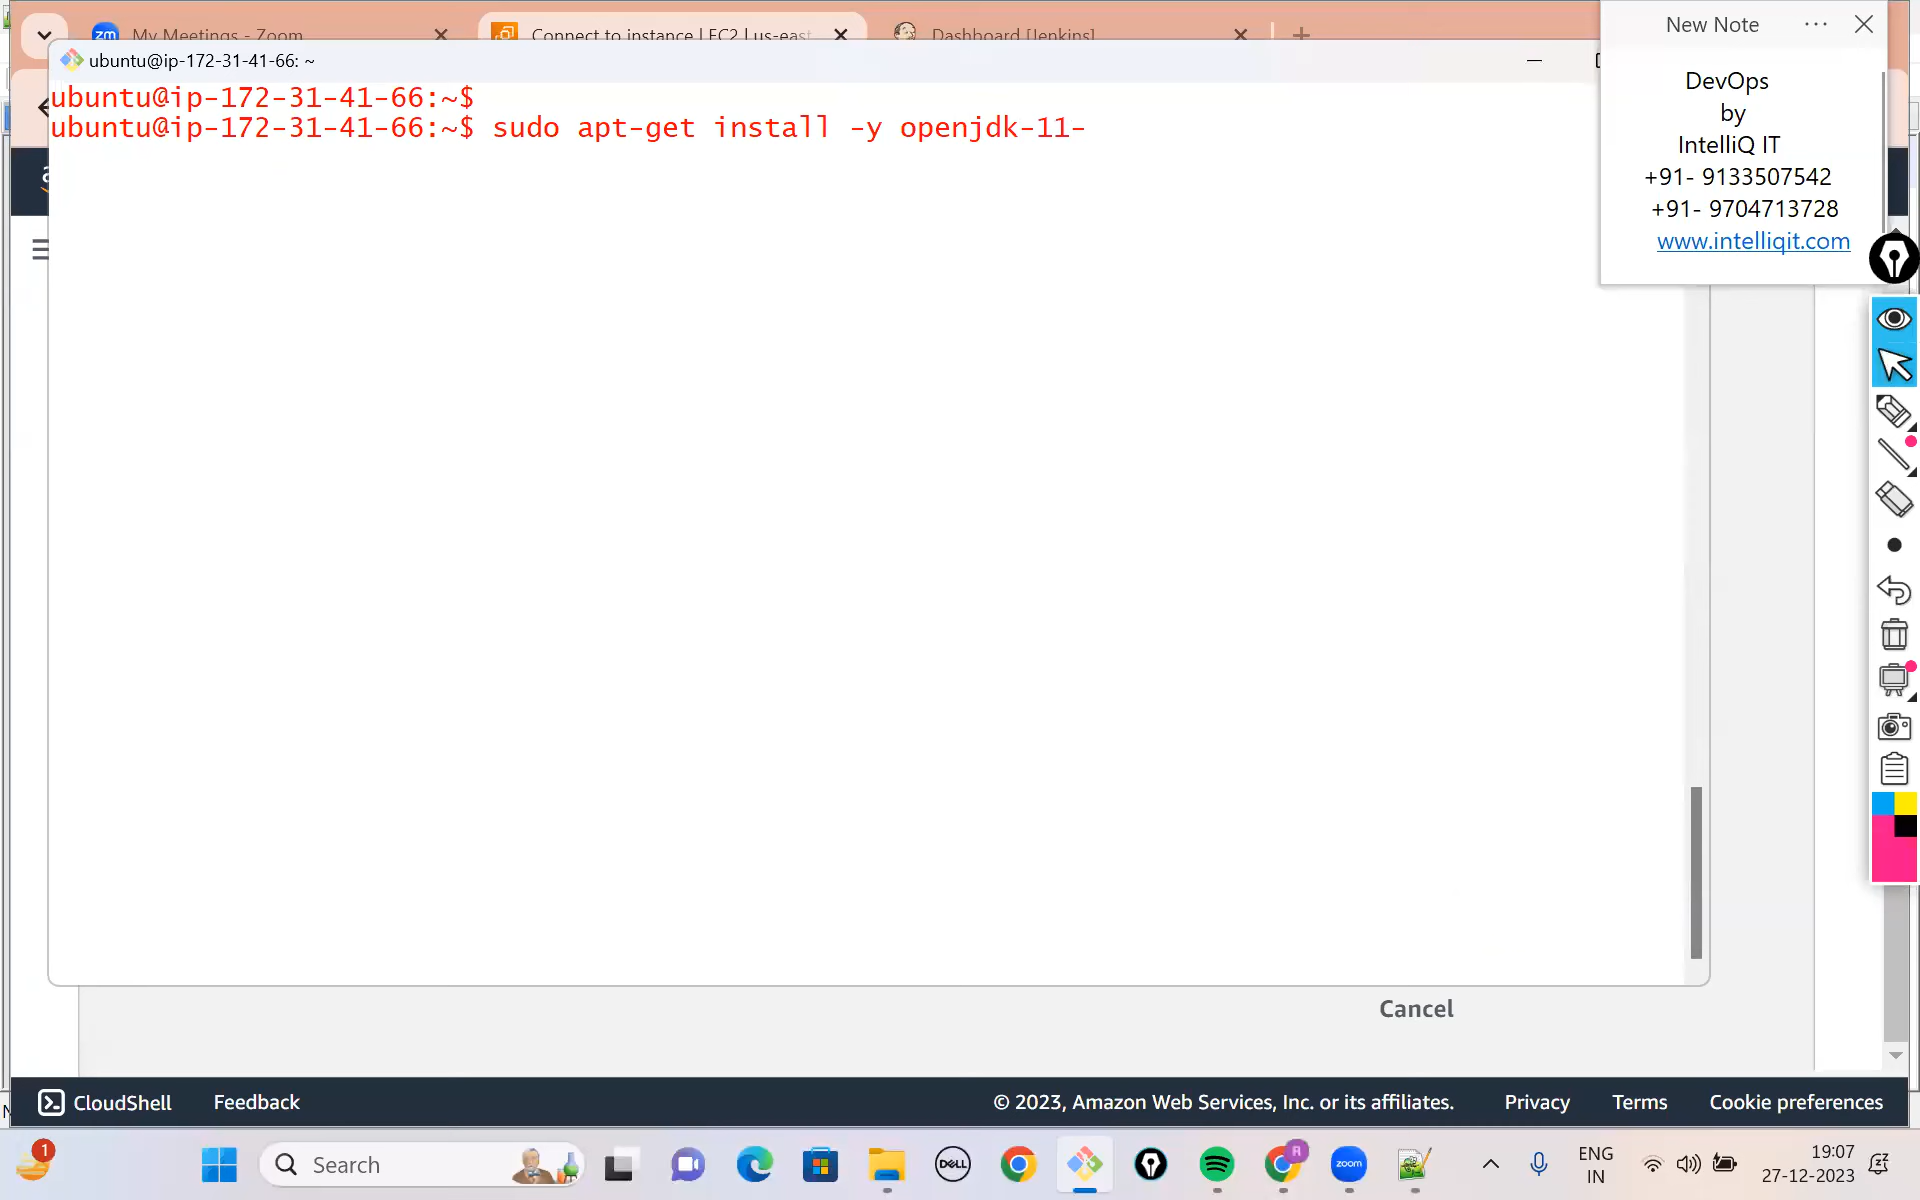 My Meetings - Zoom
Connect to instance | EC2 | us-east
Dashboard [Jenkins]
New Note
ubuntu@ip-172-31-41-66: ~
ubuntu@ip-172-31-41-66:~$
ubuntu@ip-172-31-41-66:~$ sudo apt-get install -y openjdk-11-
DevOps
by
IntelliQ IT
+91- 9133507542
+91- 9704713728
www.intelliqit.com
Cancel
CloudShell
Feedback
© 2023, Amazon Web Services, Inc. or its affiliates.
Privacy
Terms
Cookie preferences
1
Search
DELL
R
zoom
ENG
IN
19:07
27-12-2023